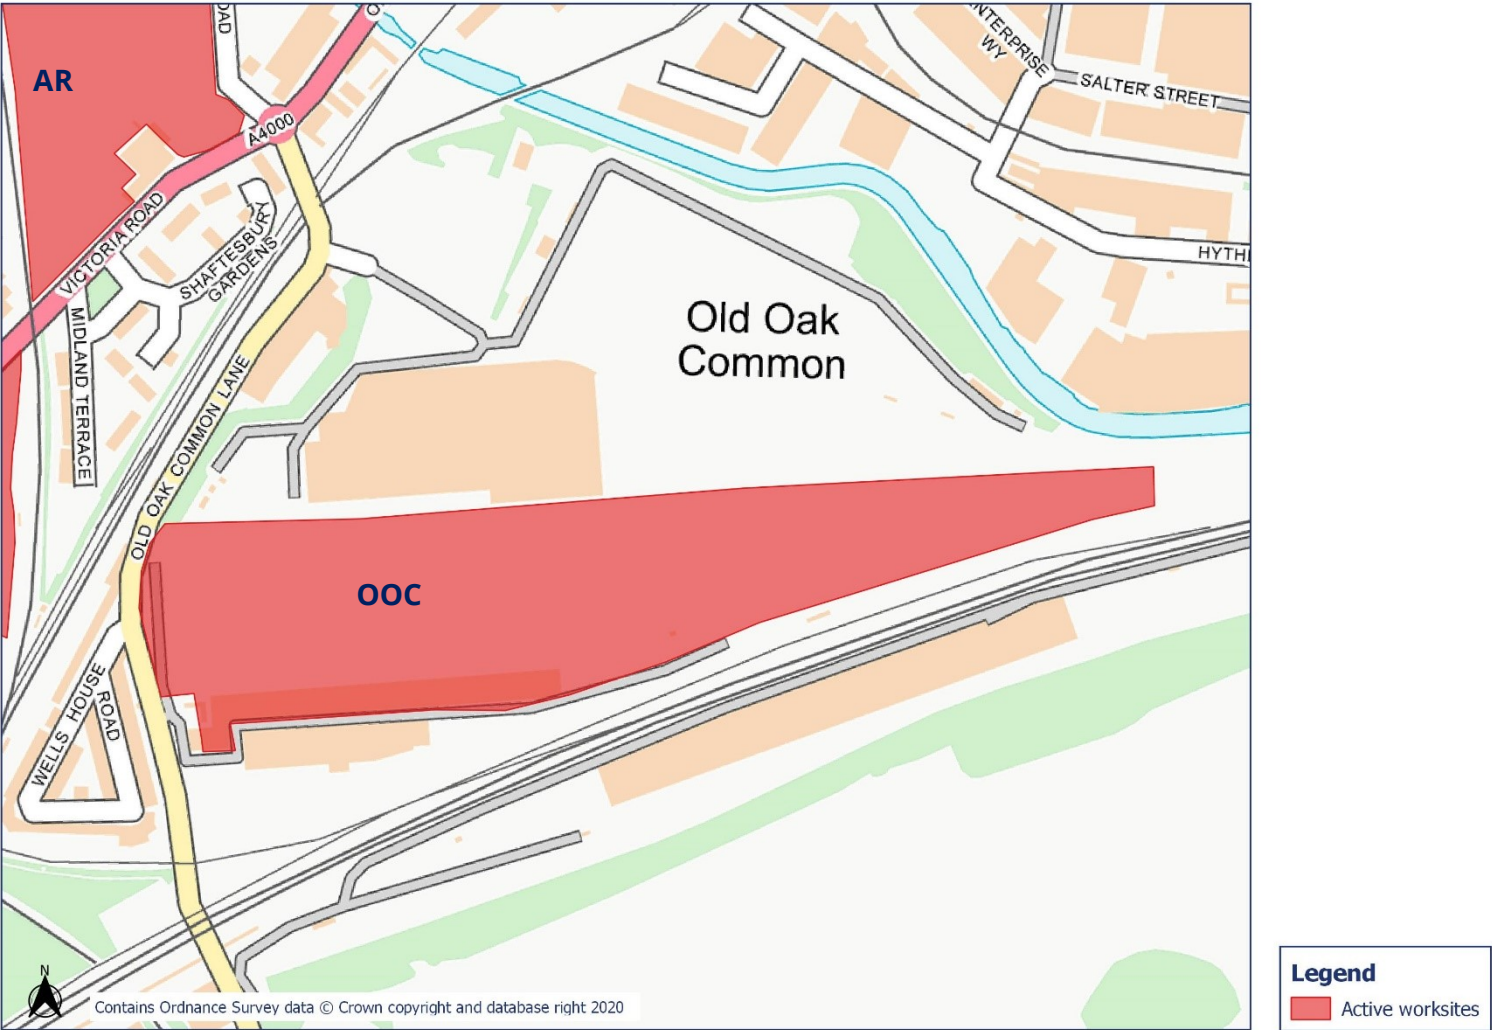 OAD
O
ENTERPRISE
WY
SALTER STREET
AR
A4000
VICTORIA ROAD
SHAFTESBURY
GARDENS
HYTHE
MIDLAND TERRACE
Old Oak
Common
OLD OAK COMMON LANE
OOC
WELLS HOUSE
ROAD
N
Contains Ordnance Survey data © Crown copyright and database right 2020
Legend
Active worksites